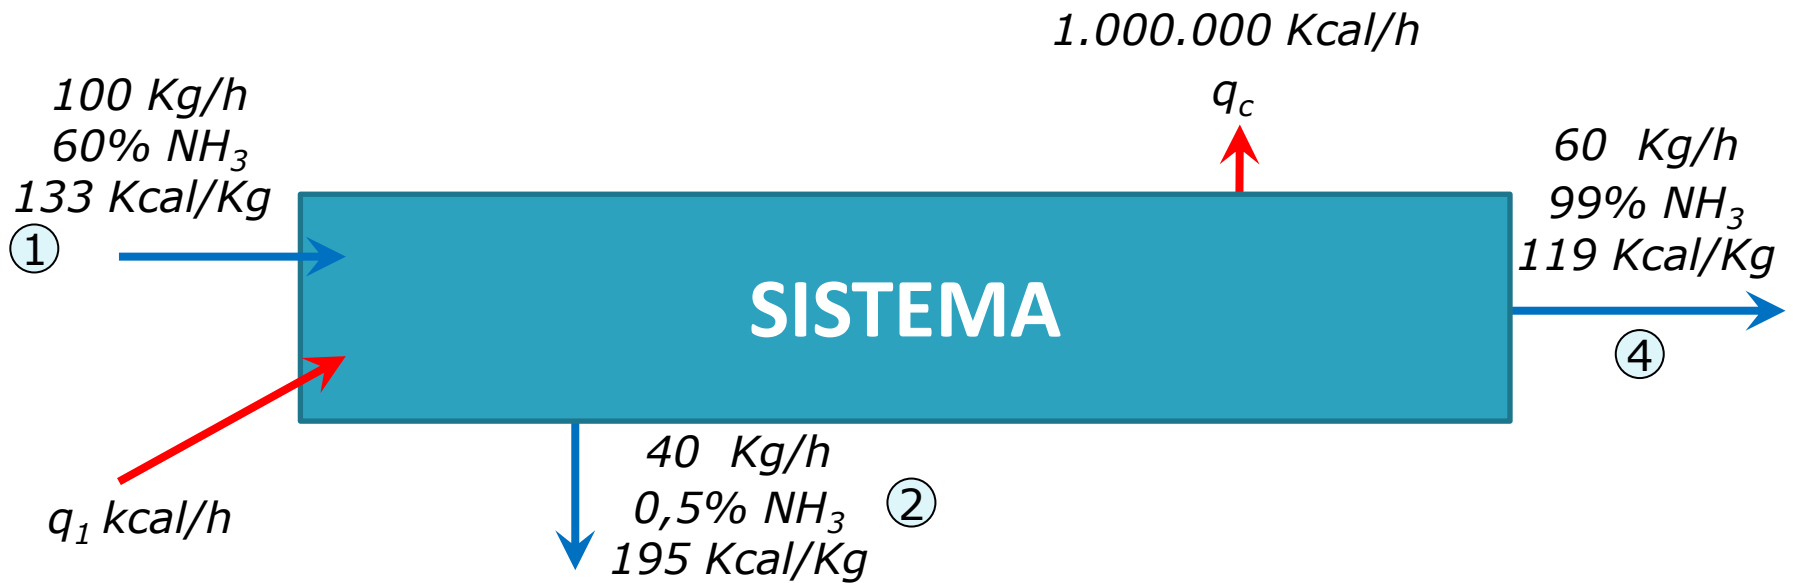 1.000.000 Kcal/h
q_c
100 Kg/h
60% NH₃
133 Kcal/Kg
1
SISTEMA
60 Kg/h
99% NH₃
119 Kcal/Kg
4
q₁ kcal/h
40 Kg/h
0,5% NH₃
195 Kcal/Kg
2